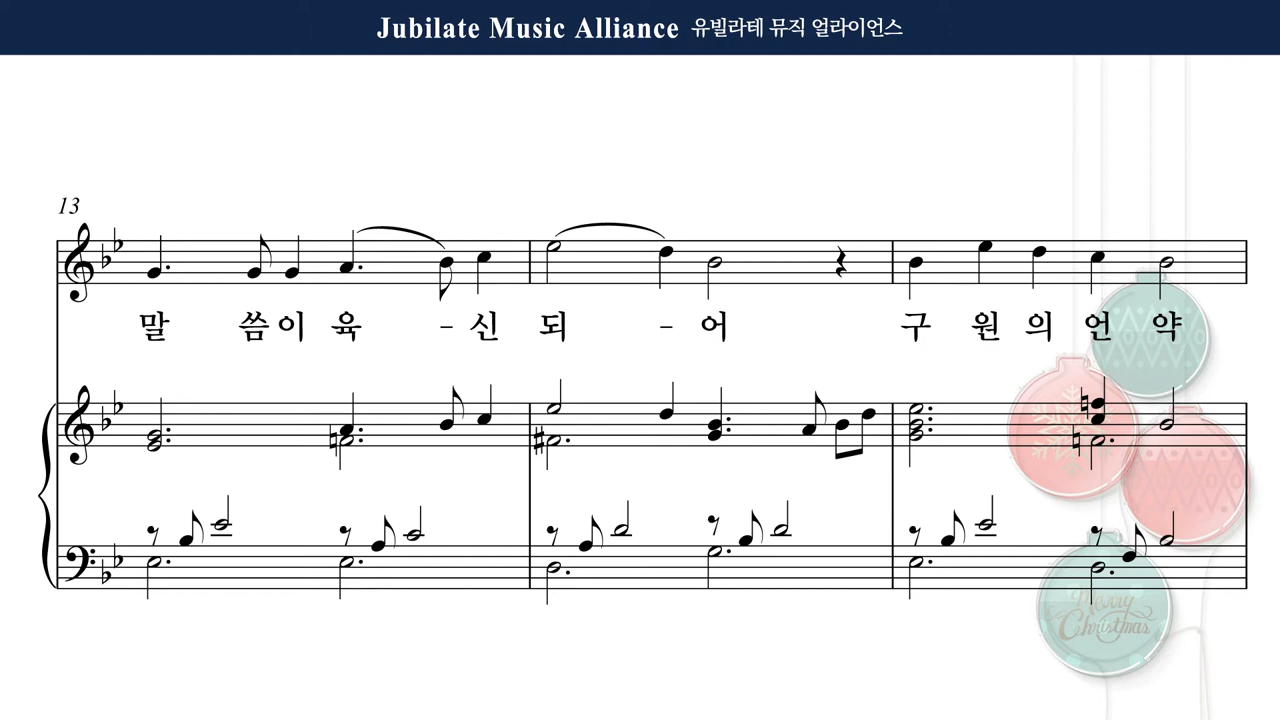 Jubilate Music Alliance 유빌라테 뮤직 얼라이언스
13
말 씀이 육 - 신 되 - 어 구 원 의 언 약
Merry
Christmas